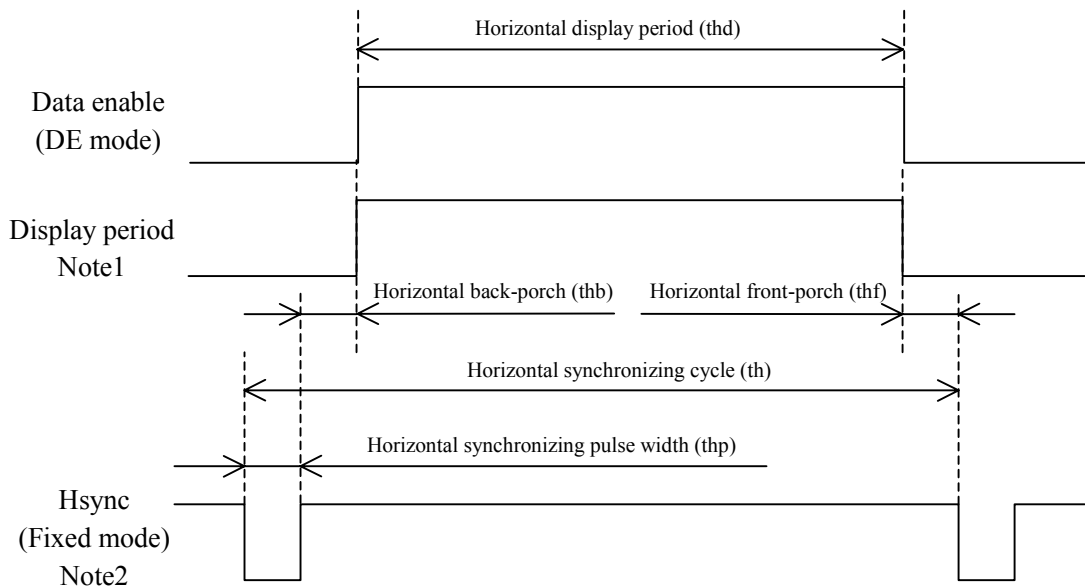 Horizontal display period (thd)
Data enable
(DE mode)
Display period
Note1
Horizontal back-porch (thb)
Horizontal front-porch (thf)
Horizontal synchronizing cycle (th)
Horizontal synchronizing pulse width (thp)
Hsync
(Fixed mode)
Note2